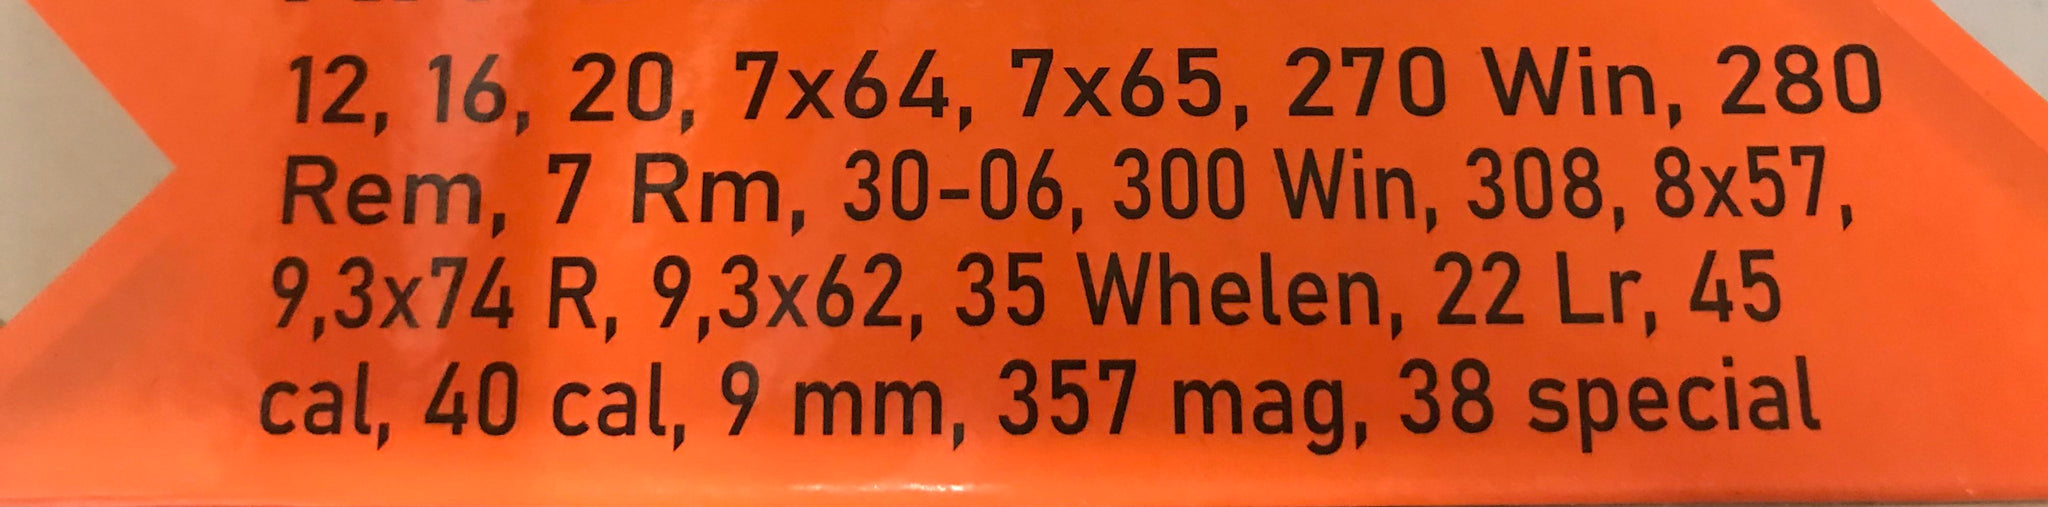 12, 16, 20, 7x64, 7x65, 270 Win, 280
Rem, 7 Rm, 30-06, 300 Win, 308, 8x57,
9,3x74 R, 9,3x62, 35 Whelen, 22 Lr, 45
cal, 40 cal, 9 mm, 357 mag, 38 special